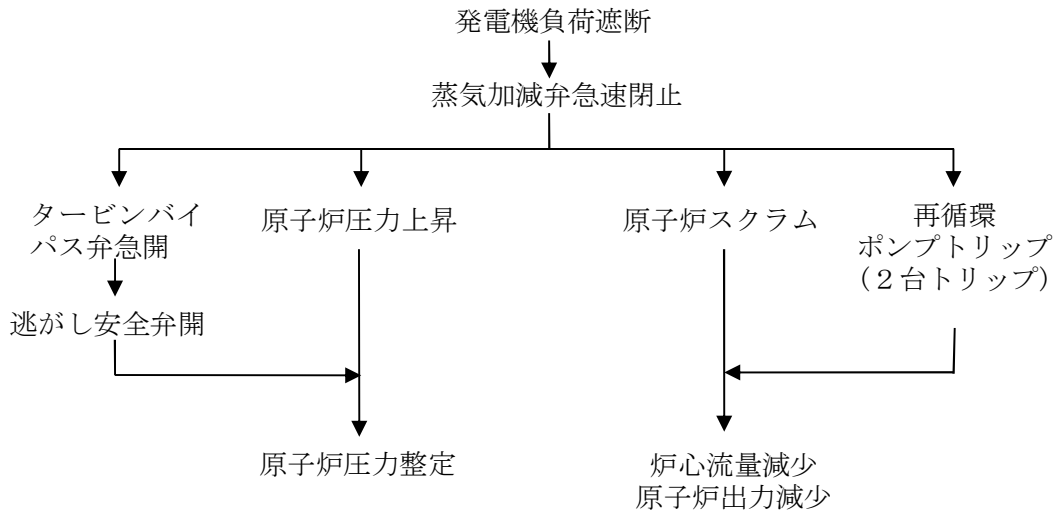 発電機負荷遮断
蒸気加減弁急速閉止
タービンバイ
パス弁急開
原子炉圧力上昇
原子炉スクラム
再循環
ポンプトリップ
（２台トリップ）
逃がし安全弁開
原子炉圧力整定
炉心流量減少
原子炉出力減少